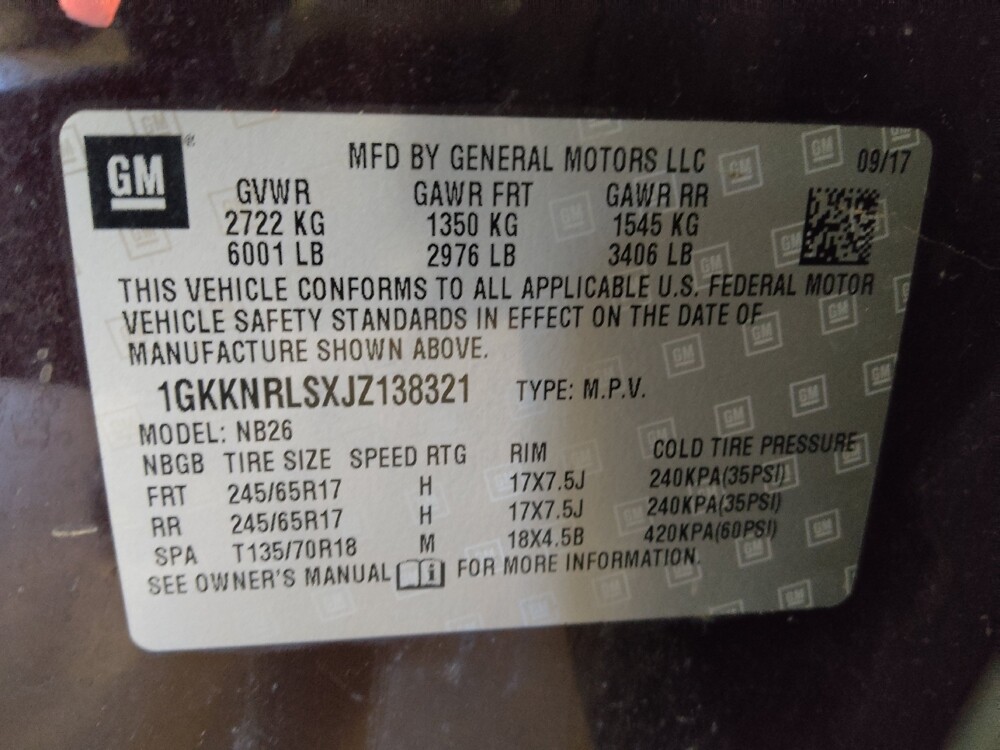 GM
MFD BY GENERAL MOTORS LLC 09/17
GVWR GAWR FRT GAWR RR
2722 KG 1350 KG 1545 KG
6001 LB 2976 LB 3406 LB
THIS VEHICLE CONFORMS TO ALL APPLICABLE U.S. FEDERAL MOTOR
VEHICLE SAFETY STANDARDS IN EFFECT ON THE DATE OF
MANUFACTURE SHOWN ABOVE.
1GKKNRLSXJZ138321 TYPE: M.P.V.
MODEL: NB26
NBGB TIRE SIZE SPEED RTG RIM COLD TIRE PRESSURE
FRT 245/65R17 H 17X7.5J 240KPA(35PSI)
RR 245/65R17 H 17X7.5J 240KPA(35PSI)
SPA T135/70R18 M 18X4.5B 420KPA(60PSI)
SEE OWNER'S MANUAL FOR MORE INFORMATION.